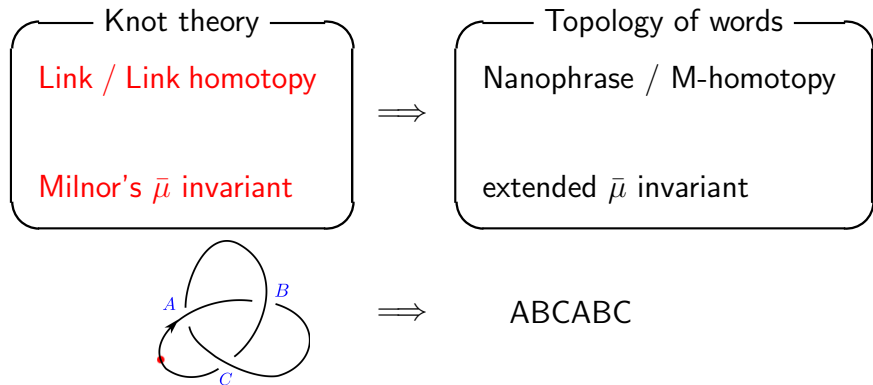 Knot theory
Link / Link homotopy
Milnor's μ̄ invariant
⟹
Topology of words
Nanophrase / M-homotopy
extended μ̄ invariant
A
B
C
⟹
ABCABC